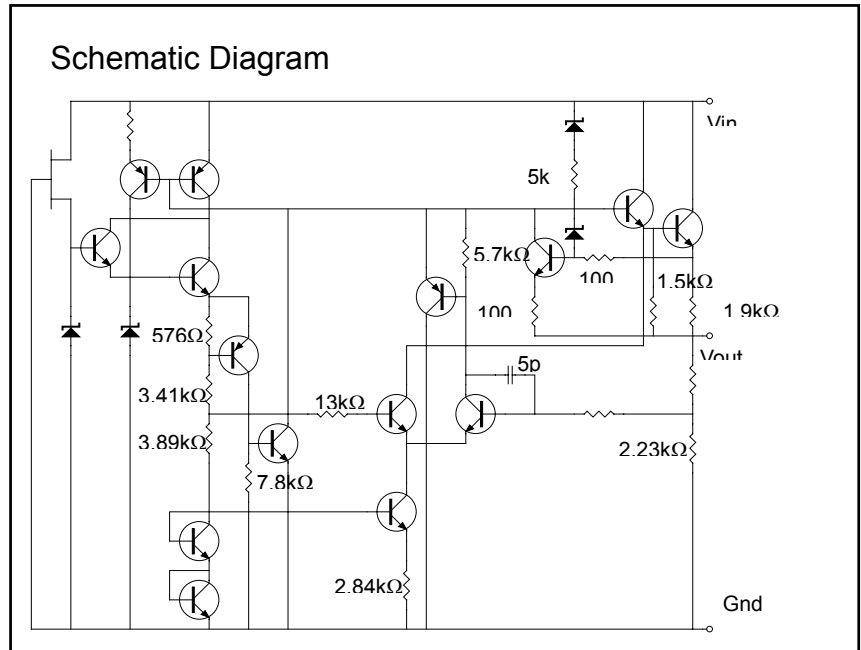 Schematic Diagram
Vin
5k
5.7kΩ
100
1.5kΩ
100
1.9kΩ
576Ω
Vout
5p
3.41kΩ
13kΩ
3.89kΩ
2.23kΩ
7.8kΩ
2.84kΩ
Gnd